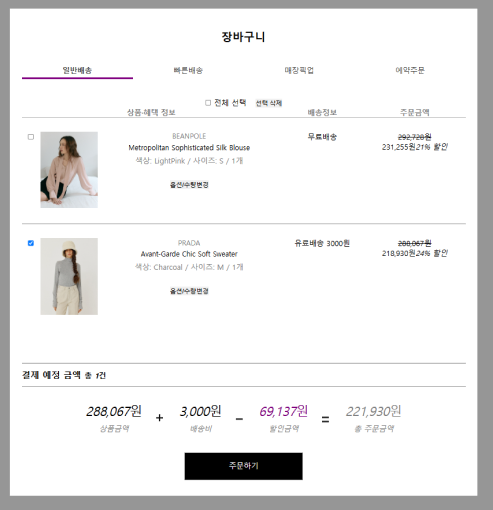 장바구니
일반배송 빠른배송 매장픽업 예약주문
전체 선택 선택 삭제
상품·혜택 정보 배송정보 주문금액
BEANPOLE 무료배송 292,720원
Metropolitan Sophisticated Silk Blouse 231,255원21% 할인
색상: LightPink / 사이즈: S / 1개
옵션/수량변경
PRADA 유료배송 3000원 288,067원
Avant-Garde Chic Soft Sweater 218,930원24% 할인
색상: Charcoal / 사이즈: M / 1개
옵션/수량변경
결제 예정 금액 총 1건
288,067원 + 3,000원 – 69,137원 = 221,930원
상품금액 배송비 할인금액 총 주문금액
주문하기